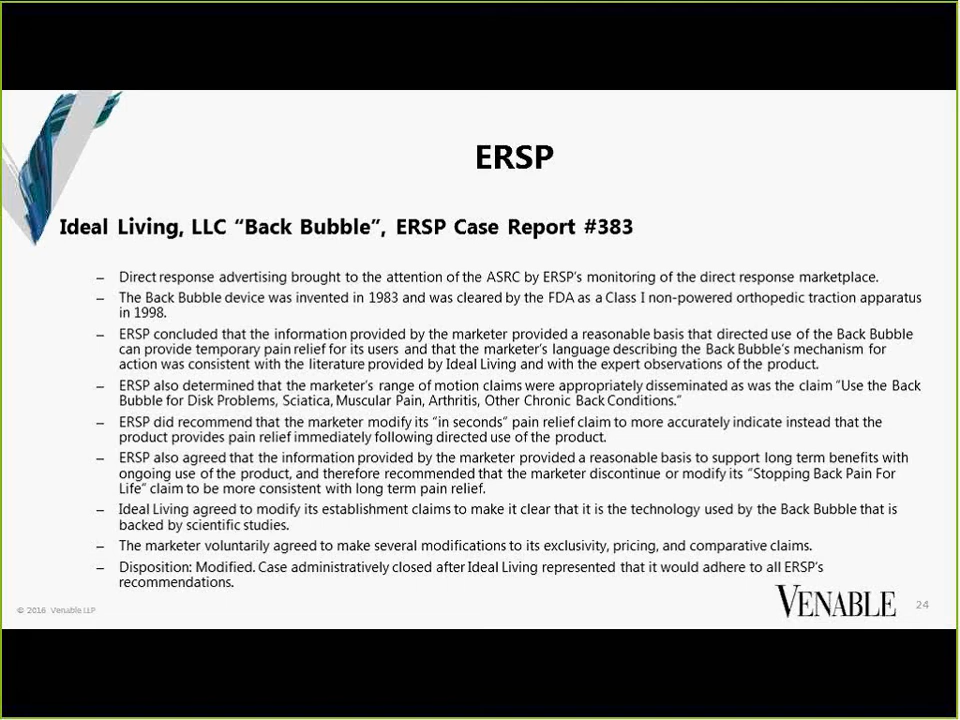 ERSP
Ideal Living, LLC “Back Bubble”, ERSP Case Report #383
– Direct response advertising brought to the attention of the ASRC by ERSP’s monitoring of the direct response marketplace.
– The Back Bubble device was invented in 1983 and was cleared by the FDA as a Class I non-powered orthopedic traction apparatus
in 1998.
– ERSP concluded that the information provided by the marketer provided a reasonable basis that directed use of the Back Bubble
can provide temporary pain relief for its users and that the marketer’s language describing the Back Bubble’s mechanism for
action was consistent with the literature provided by Ideal Living and with the expert observations of the product.
– ERSP also determined that the marketer’s range of motion claims were appropriately disseminated as was the claim “Use the Back
Bubble for Disk Problems, Sciatica, Muscular Pain, Arthritis, Other Chronic Back Conditions.”
– ERSP did recommend that the marketer modify its “in seconds” pain relief claim to more accurately indicate instead that the
product provides pain relief immediately following directed use of the product.
– ERSP also agreed that the information provided by the marketer provided a reasonable basis to support long term benefits with
ongoing use of the product, and therefore recommended that the marketer discontinue or modify its “Stopping Back Pain For
Life” claim to be more consistent with long term pain relief.
– Ideal Living agreed to modify its establishment claims to make it clear that it is the technology used by the Back Bubble that is
backed by scientific studies.
– The marketer voluntarily agreed to make several modifications to its exclusivity, pricing, and comparative claims.
– Disposition: Modified. Case administratively closed after Ideal Living represented that it would adhere to all ERSP’s
recommendations.
© 2016 Venable LLP
VENABLE
24